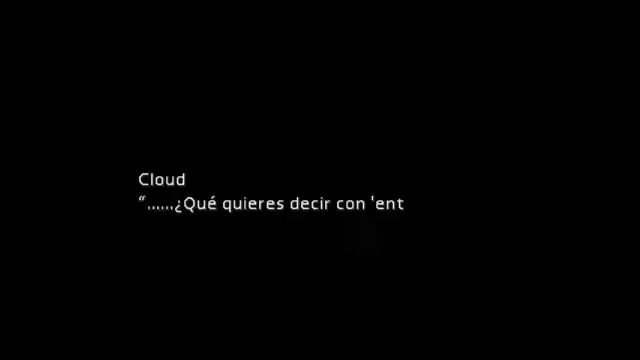 Cloud
“......¿Qué quieres decir con 'ent